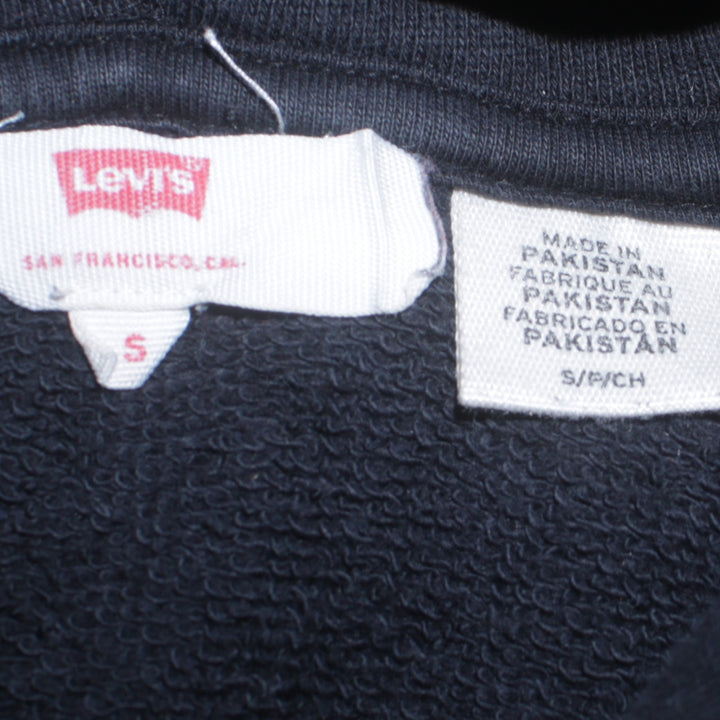 Levi's
SAN FRANCISCO, CAL.
S
MADE IN
PAKISTAN
FABRIQUE AU
PAKISTAN
FABRICADO EN
PAKISTAN
S/P/CH